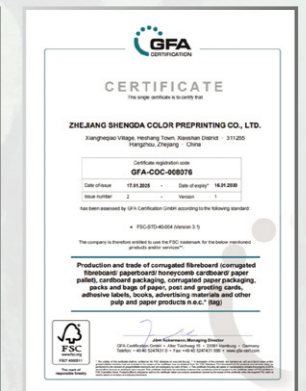 GFA
CERTIFICATION
CERTIFICATE
The single certificate is to certify that
ZHEJIANG SHENGDA COLOR PREPRINTING CO., LTD.
Xianghepiao Village, Heshang Town, Xiaoshan District · 311265
Hangzhou, Zhejiang · China
Certificate registration code
GFA-COC-008076
Date of issue 17.01.2025 - Date of expiry* 16.01.2030
Issue number: 2 - Version 1
has been assessed by GFA Certification GmbH according to the following standard:
• FSC-STD-40-004 (Version 3.1)
The company is therefore entitled to use the FSC trademark for the below mentioned
products and/or services**:
Production and trade of corrugated fibreboard (corrugated
fibreboard/ paperboard/ honeycomb cardboard/ paper
pallet), cardboard packaging, corrugated paper packaging,
packs and bags of paper, post and greeting cards,
adhesive labels, books, advertising materials and other
pulp and paper products n.e.c.* (tag)
FSC
The mark of
responsible forestry
Managing Director
GFA Certification GmbH